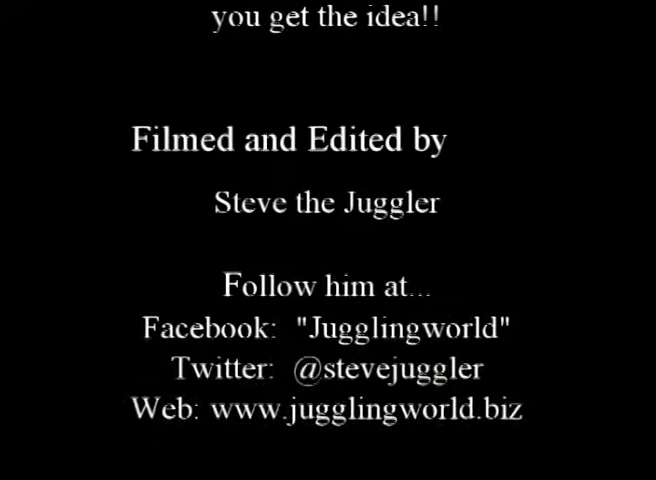 you get the idea!!
Filmed and Edited by
Steve the Juggler
Follow him at...
Facebook: "Jugglingworld"
Twitter: @stevejuggler
Web: www.jugglingworld.biz